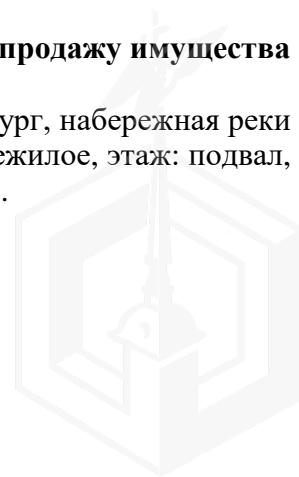 продажу имущества
ург, набережная реки
ежилое, этаж: подвал,
.